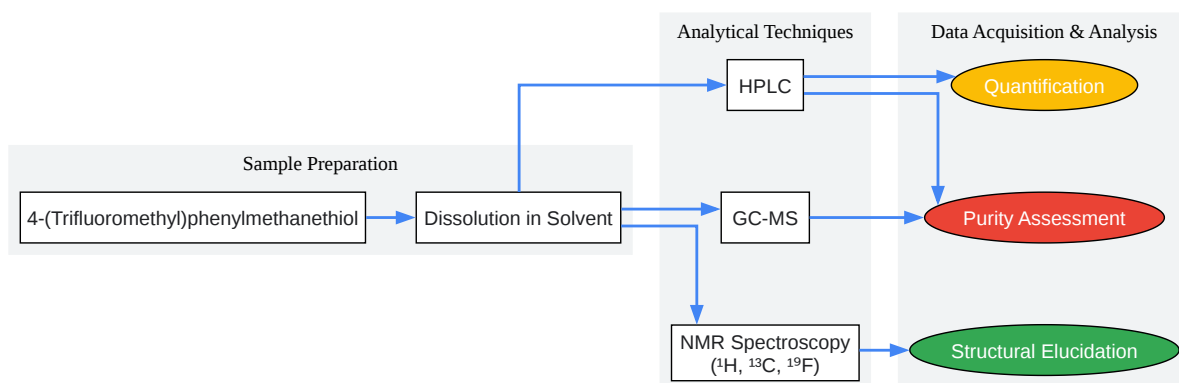 Analytical Techniques
Data Acquisition & Analysis
HPLC
Quantification
Sample Preparation
4-(Trifluoromethyl)phenylmethanethiol
Dissolution in Solvent
GC-MS
Purity Assessment
NMR Spectroscopy
(¹H, ¹³C, ¹⁹F)
Structural Elucidation